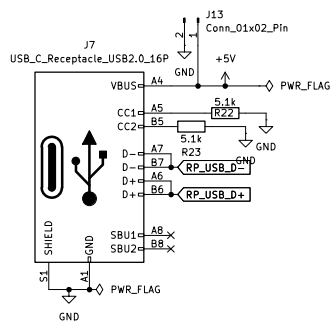 J13
Conn_01x02_Pin
2
1
J7
USB_C_Receptacle_USB2.0_16P
GND
+5V
VBUS
A4
PWR_FLAG
CC1
A5
5.1k
R22
CC2
B5
GND
5.1k
R23
GND
D-
A7
D-
B7
RP_USB_D-
D+
A6
D+
B6
RP_USB_D+
SBU1
A8
SBU2
B8
SHIELD
GND
S1
A1
PWR_FLAG
GND